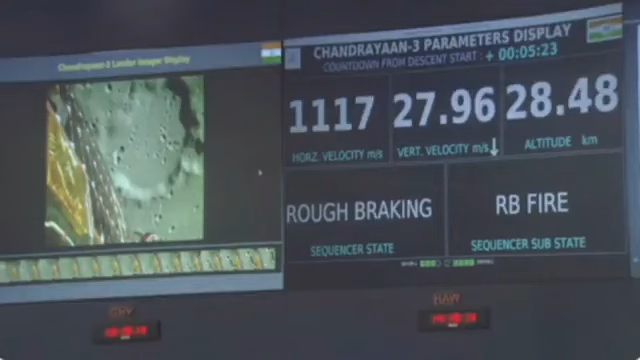 Chandrayaan-3 Lander Imager Display
CHANDRAYAAN-3 PARAMETERS DISPLAY
COUNTDOWN FROM DESCENT START : + 00:05:23
1117 27.96 28.48
HORZ. VELOCITY m/s VERT. VELOCITY m/s ALTITUDE km
ROUGH BRAKING RB FIRE
SEQUENCER STATE SEQUENCER SUB STATE